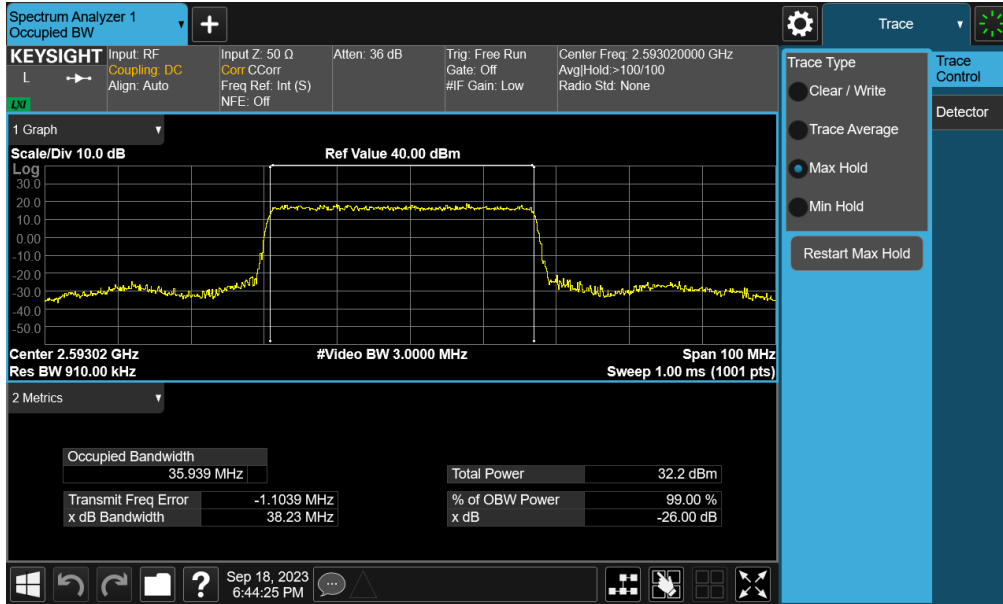 Spectrum Analyzer 1
Occupied BW
+
Trace
KEYSIGHT
L
LXI
Input: RF
Coupling: DC
Align: Auto
Input Z: 50 Ω
Corr CCorr
Freq Ref: Int (S)
NFE: Off
Atten: 36 dB
Trig: Free Run
Gate: Off
#IF Gain: Low
Center Freq: 2.593020000 GHz
Avg|Hold:>100/100
Radio Std: None
Trace Type
Clear / Write
Trace Average
Max Hold
Min Hold
Restart Max Hold
Trace
Control
Detector
1 Graph
Scale/Div 10.0 dB
Ref Value 40.00 dBm
Log
30.0
20.0
10.0
0.00
-10.0
-20.0
-30.0
-40.0
-50.0
Center 2.59302 GHz
#Video BW 3.0000 MHz
Span 100 MHz
Res BW 910.00 kHz
Sweep 1.00 ms (1001 pts)
2 Metrics
Occupied Bandwidth
35.939 MHz
Total Power 32.2 dBm
Transmit Freq Error -1.1039 MHz
% of OBW Power 99.00 %
x dB Bandwidth 38.23 MHz
x dB -26.00 dB
?
Sep 18, 2023
6:44:25 PM